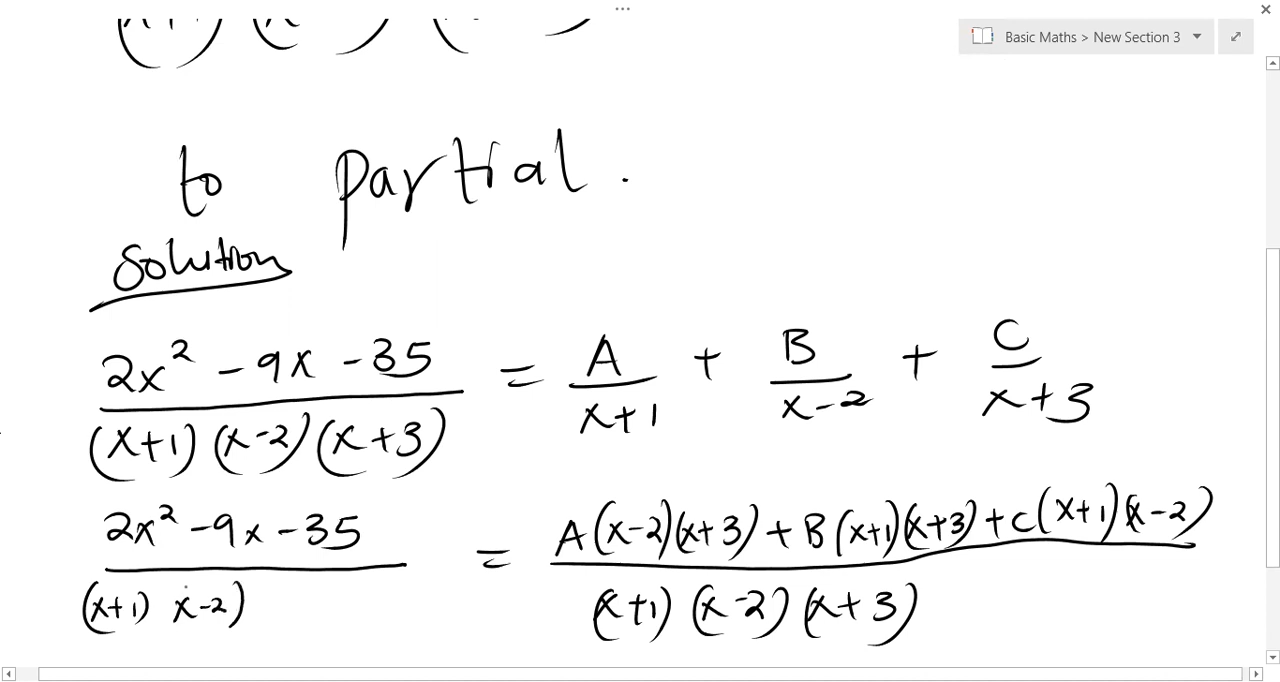 Basic Maths > New Section 3
to partial.
solution
2x² - 9x - 35 / (x+1)(x-2)(x+3) = A / x+1 + B / x-2 + C / x+3
2x² - 9x - 35 / (x+1) x-2) = A(x-2)(x+3) + B(x+1)(x+3) + C(x+1)(x-2) / (x+1)(x-2)(x+3)